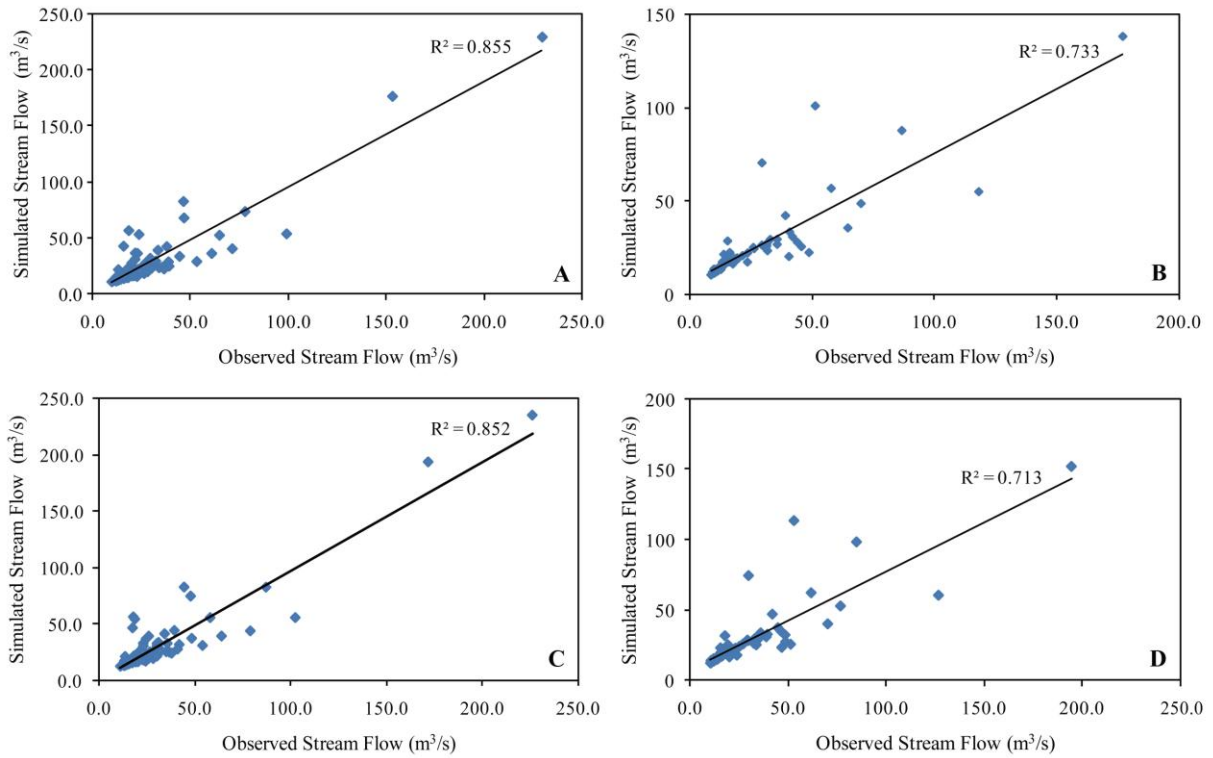 250.0
200.0
150.0
100.0
50.0
0.0
Simulated Stream Flow (m³/s)
R² = 0.855
A
0.0 50.0 100.0 150.0 200.0 250.0
Observed Stream Flow (m³/s)
150
100
50
0
Simulated Stream Flow (m³/s)
R² = 0.733
B
0.0 50.0 100.0 150.0 200.0
Observed Stream Flow (m³/s)
250.0
200.0
150.0
100.0
50.0
0.0
Simulated Stream Flow (m³/s)
R² = 0.852
C
0.0 50.0 100.0 150.0 200.0 250.0
Observed Stream Flow (m³/s)
200
150
100
50
0
Simulated Stream Flow (m³/s)
R² = 0.713
D
0.0 50.0 100.0 150.0 200.0 250.0
Observed Stream Flow (m³/s)